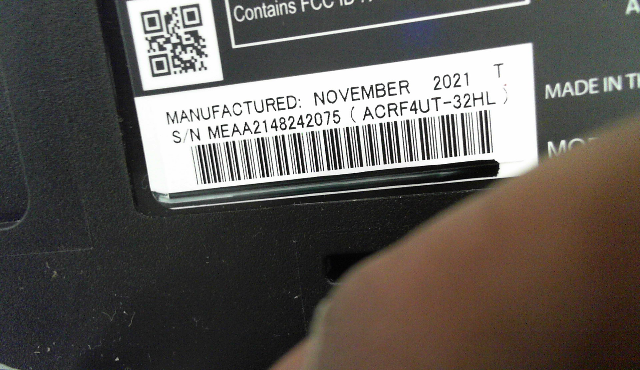 Contains FCC ID
A
MANUFACTURED: NOVEMBER 2021 T
S/N MEAA2148242075 ( ACRF4UT-32HL )
MADE IN